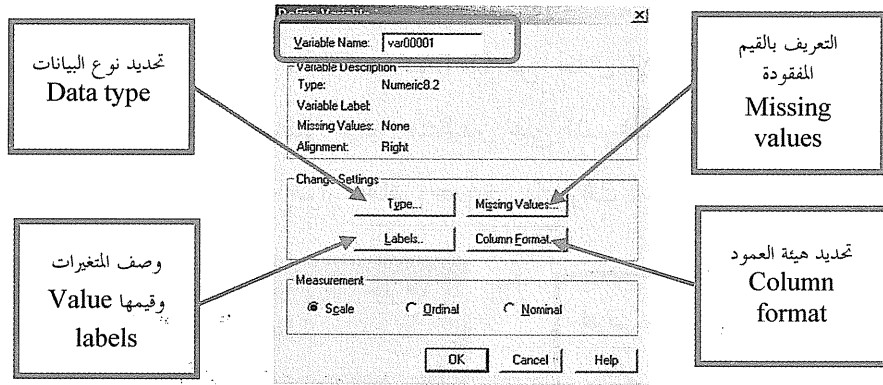 Define Variable
Variable Name: var00001
Variable Description
Type: Numeric8.2
Variable Label:
Missing Values: None
Alignment: Right
Change Settings
Type... Missing Values...
Labels.. Column Format..
Measurement
Scale Ordinal Nominal
OK Cancel Help
تحديد نوع البيانات
Data type
التعريف بالقيم
المفقودة
Missing
values
وصف المتغيرات
وقيمها Value
labels
تحديد هيئة العمود
Column
format